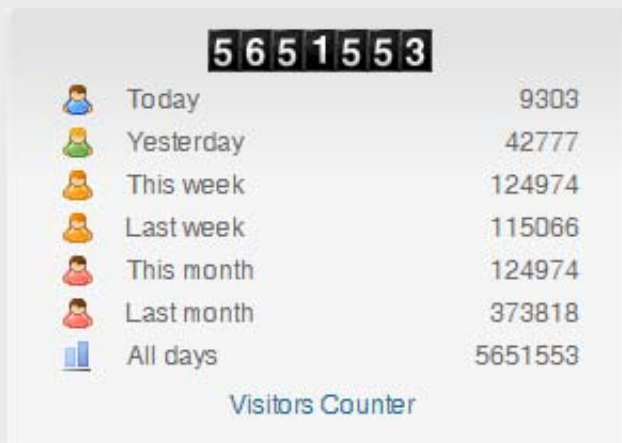 5651553
Today 9303
Yesterday 42777
This week 124974
Last week 115066
This month 124974
Last month 373818
All days 5651553
Visitors Counter